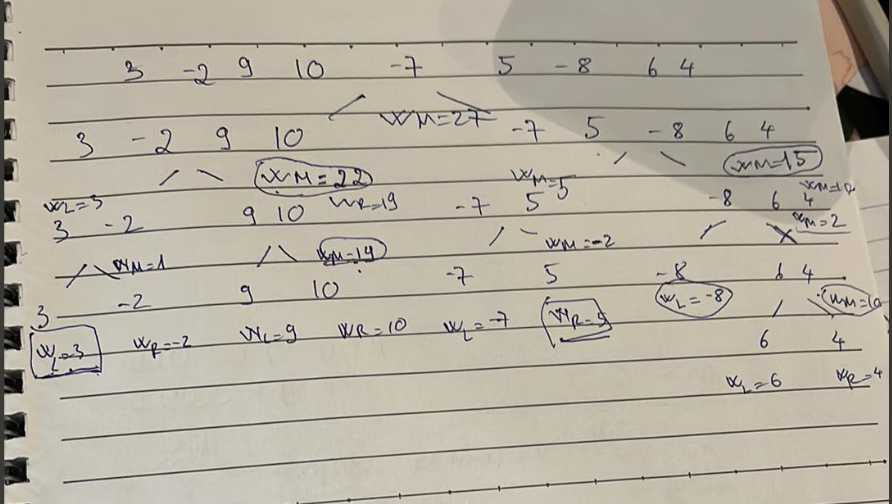 3 -2 9 10 -7 5 -8 6 4
WM=27
3 -2 9 10 -7 5 -8 6 4
WM=22 WM=5 WM=15
WL=3 WR=19
3 -2 9 10 -7 5 -8 6 4
WM=1 WM=19 WM=-2 WM=2
3 -2 9 10 -7 5 -8 6 4
WL=3 WR=-2 WL=9 WR=10 WL=-7 WR=5 WL=-8
6 4
WL=6 WR=4